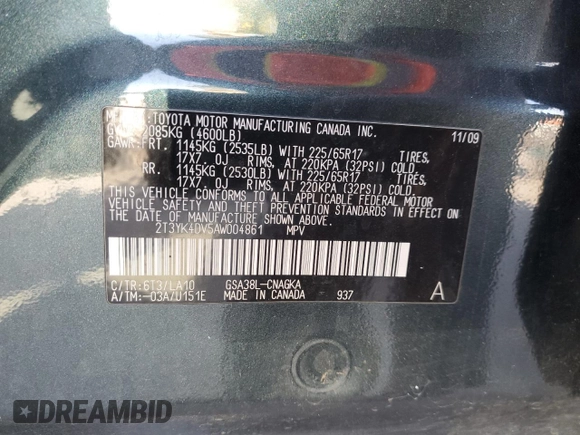 TOYOTA MOTOR MANUFACTURING CANADA INC.
2085KG (4600LB) 11/09
GAWR:FRT. 1145KG (2535LB) WITH 225/65R17 TIRES,
17X7 0J RIMS, AT 220KPA (32PSI) COLD
RR. 1145KG (2530LB) WITH 225/65R17 TIRES,
17X7 0J RIMS, AT 220KPA (32PSI) COLD
THIS VEHICLE CONFORMS TO ALL APPLICABLE FEDERAL MOTOR
VEHICLE SAFETY AND THEFT PREVENTION STANDARDS IN EFFECT ON
THE DATE OF MANUFACTURE SHOWN ABOVE.
2T3YK4DV5AW004861 MPV
C/TR:6T3/LA10 GSA38L-CNAGKA
A/TM:-03A/U151E MADE IN CANADA 937 A
DREAMBID